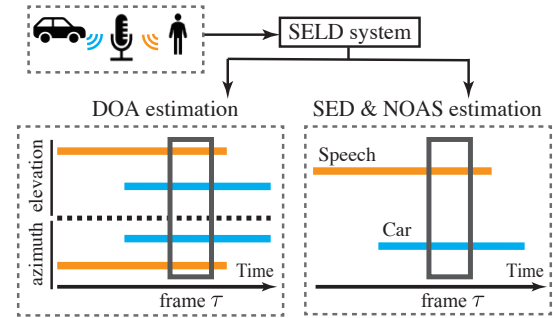 SELD system
DOA estimation
SED & NOAS estimation
elevation
azimuth
Time
frame τ
Speech
Car
Time
frame τ